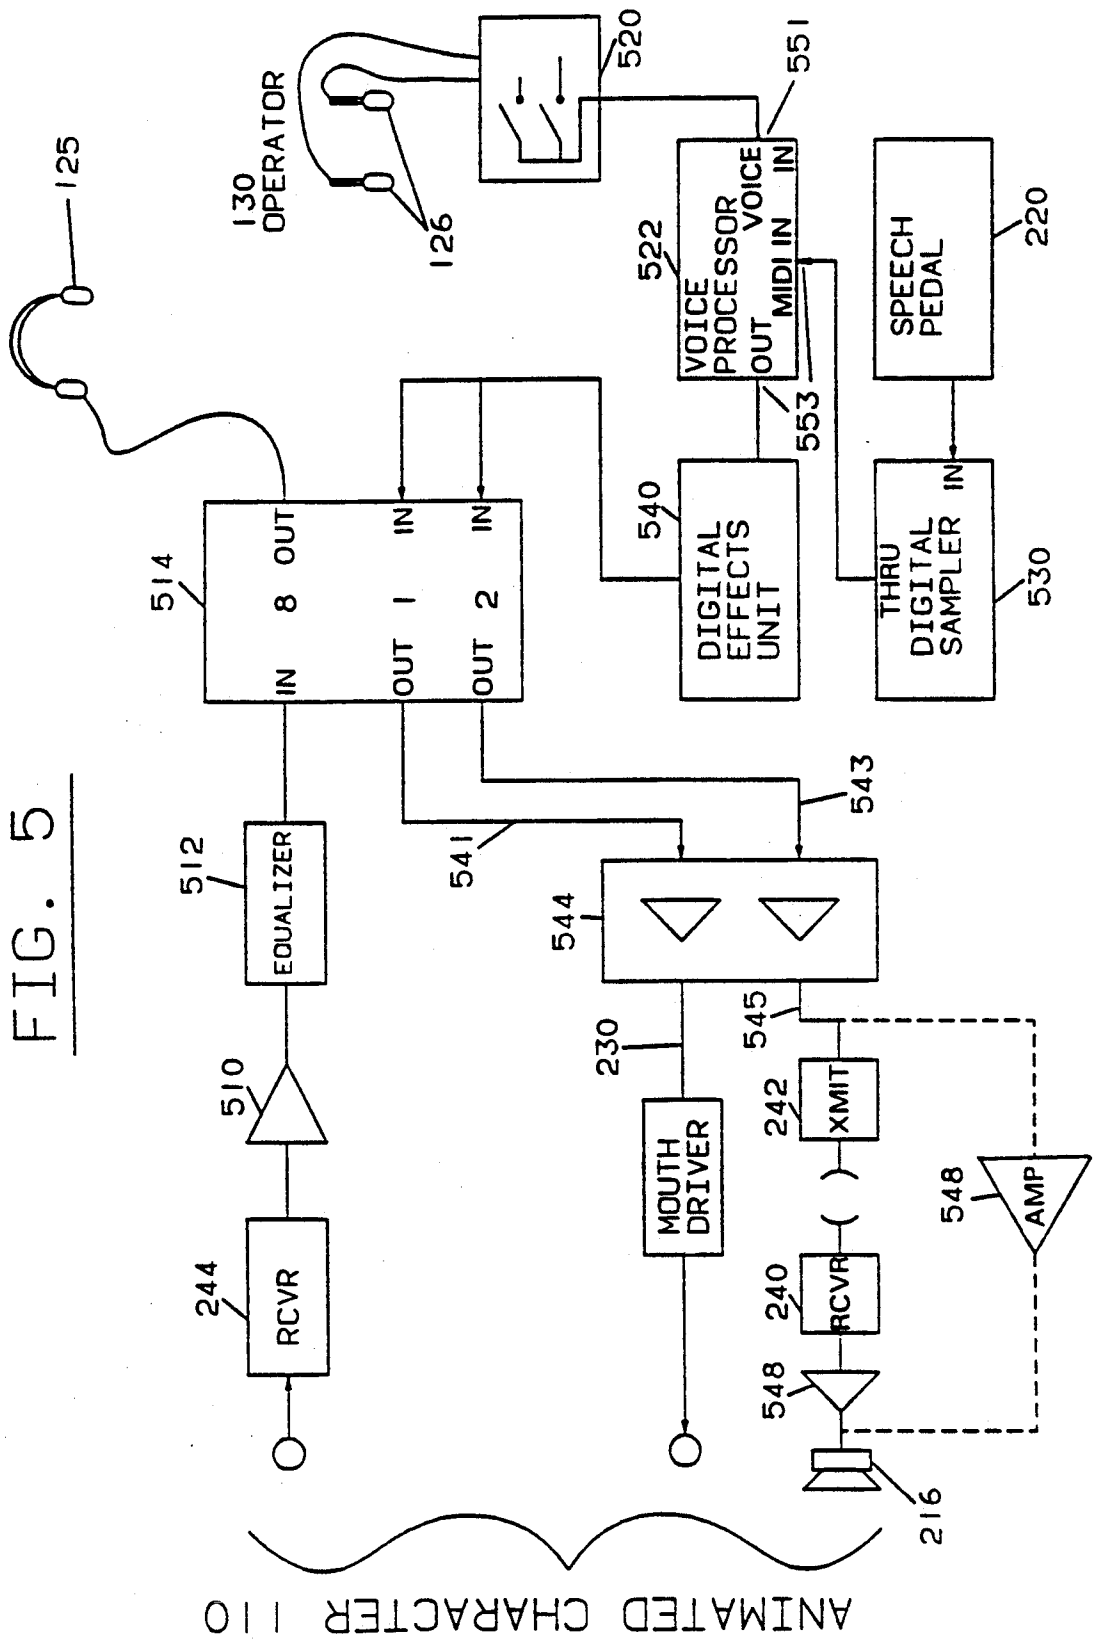 FIG. 5
ANIMATED CHARACTER 110
244
RCVR
510
512
EQUALIZER
514
IN 8 OUT
OUT 1 IN
OUT 2 IN
125
130
OPERATOR
126
520
541
543
544
230
MOUTH
DRIVER
545
242
XMIT
240
RCVR
548
216
548
AMP
540
DIGITAL
EFFECTS
UNIT
522
VOICE
PROCESSOR
OUT VOICE
MIDI IN IN
551
553
THRU
DIGITAL
SAMPLER IN
530
SPEECH
PEDAL
220